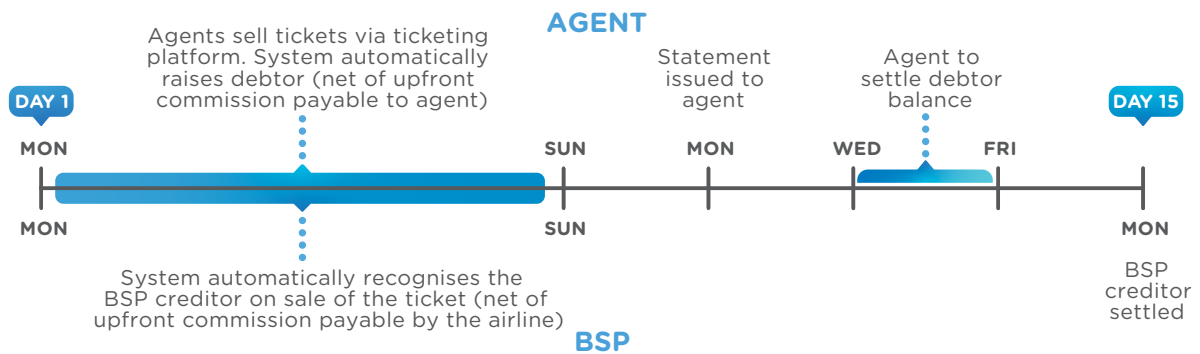 AGENT
Agents sell tickets via ticketing
platform. System automatically
raises debtor (net of upfront
commission payable to agent)
Statement
issued to
agent
Agent to
settle debtor
balance
DAY 1
DAY 15
MON
SUN
MON
WED
FRI
MON
SUN
MON
System automatically recognises the
BSP creditor on sale of the ticket (net of
upfront commission payable by the airline)
BSP
creditor
settled
BSP